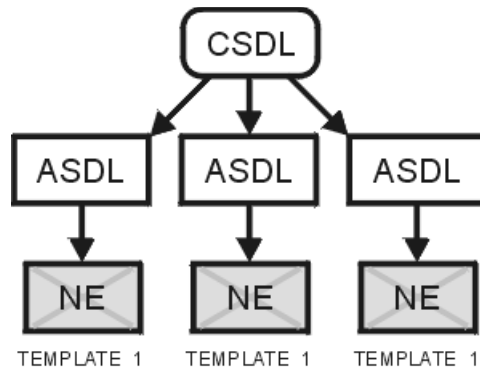 CSDL
ASDL ASDL ASDL
NE NE NE
TEMPLATE 1 TEMPLATE 1 TEMPLATE 1